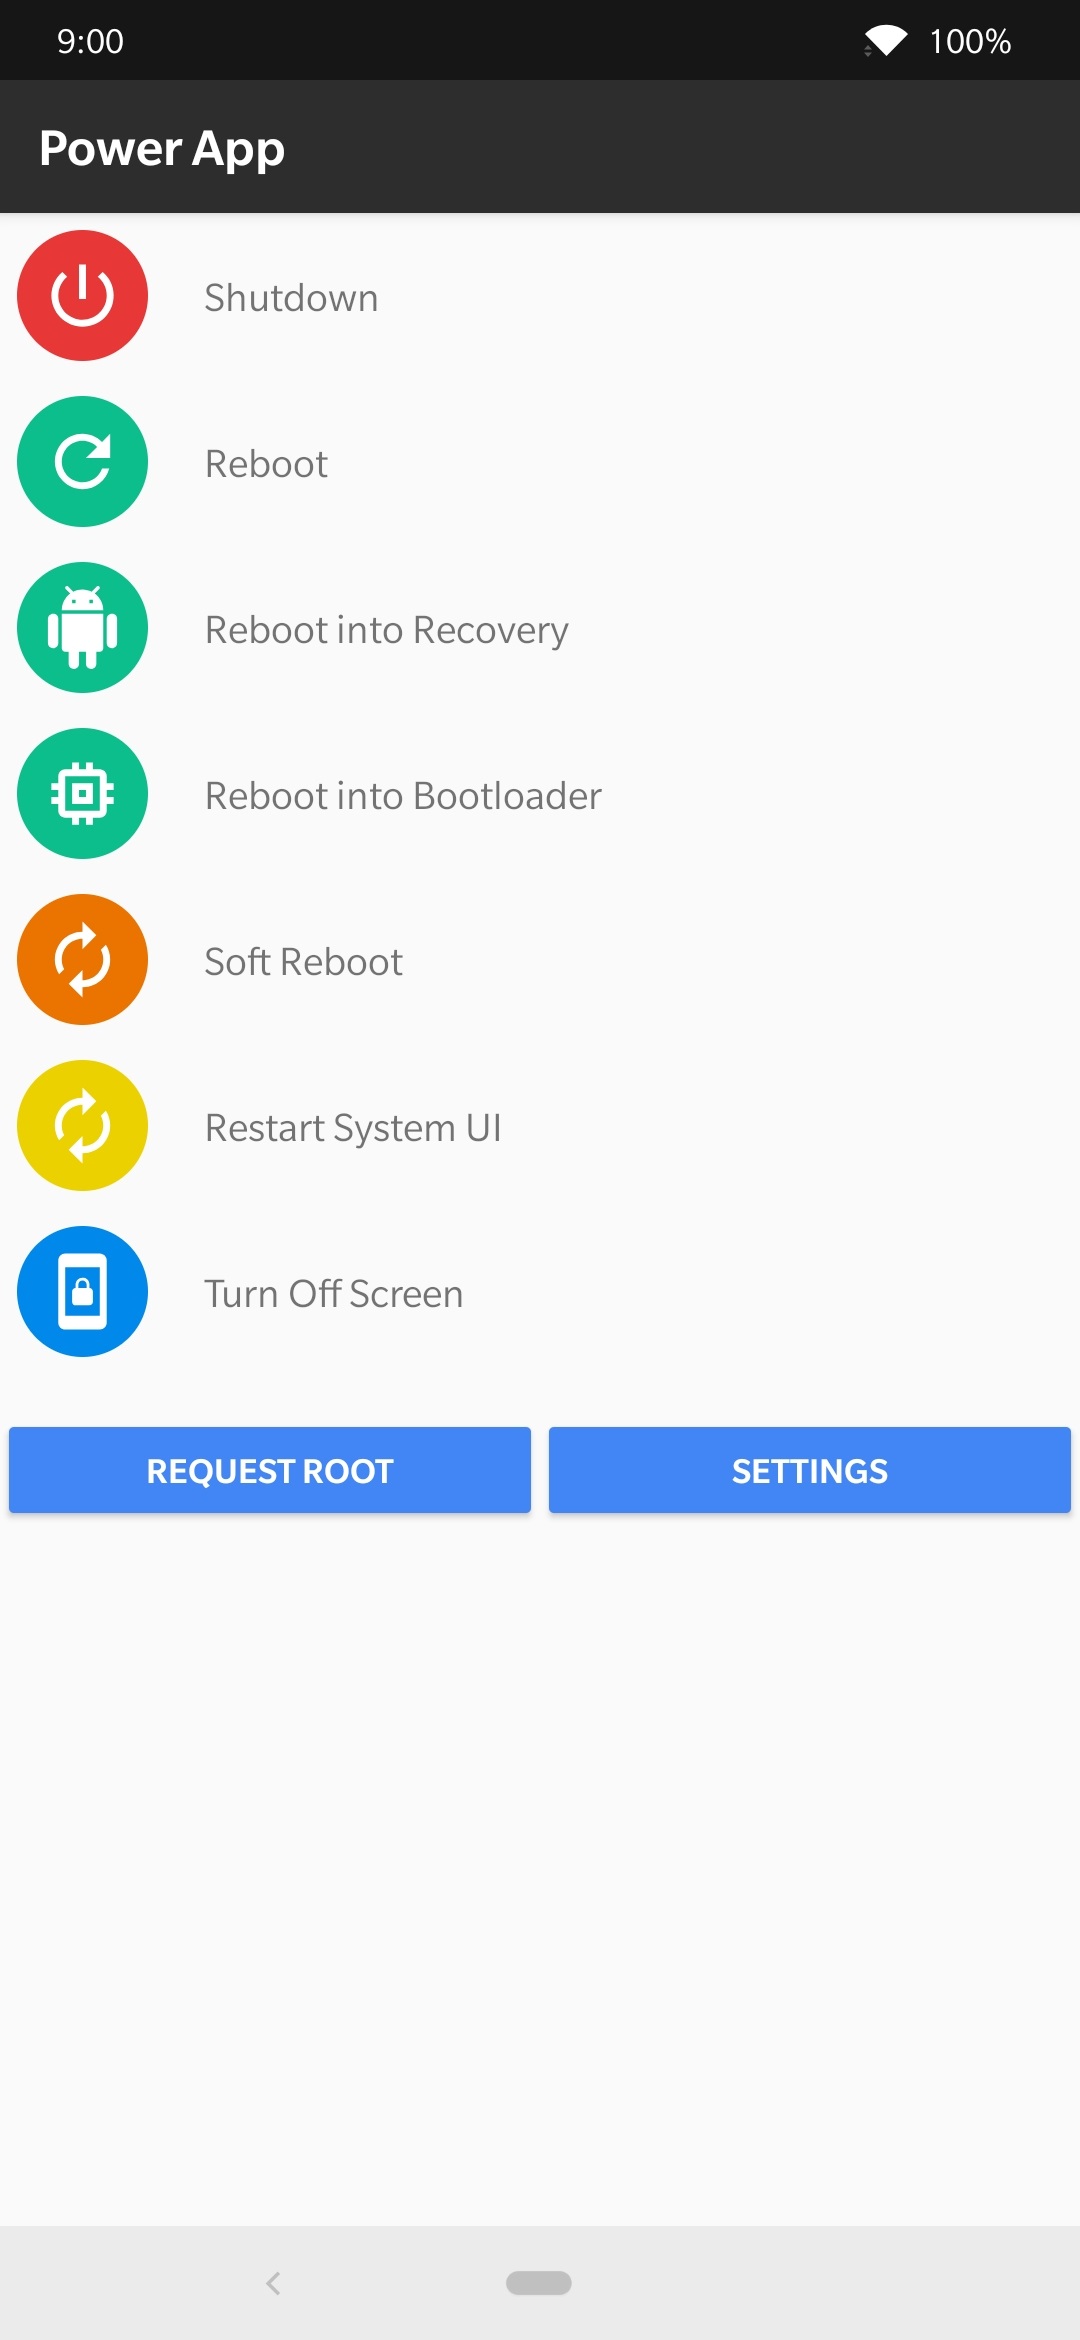 9:00
100%
Power App
Shutdown
Reboot
Reboot into Recovery
Reboot into Bootloader
Soft Reboot
Restart System UI
Turn Off Screen
REQUEST ROOT
SETTINGS